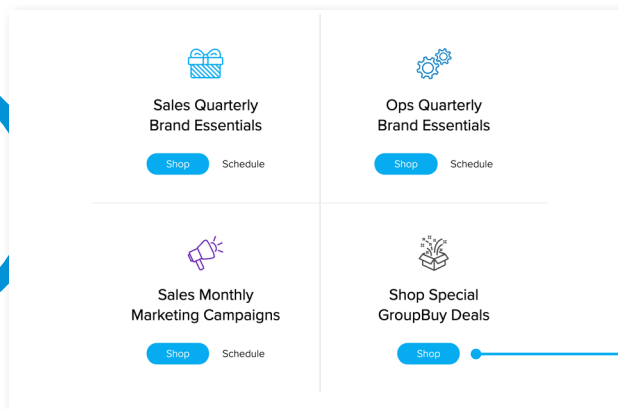 Sales Quarterly
Brand Essentials
Shop Schedule
Ops Quarterly
Brand Essentials
Shop Schedule
Sales Monthly
Marketing Campaigns
Shop Schedule
Shop Special
GroupBuy Deals
Shop